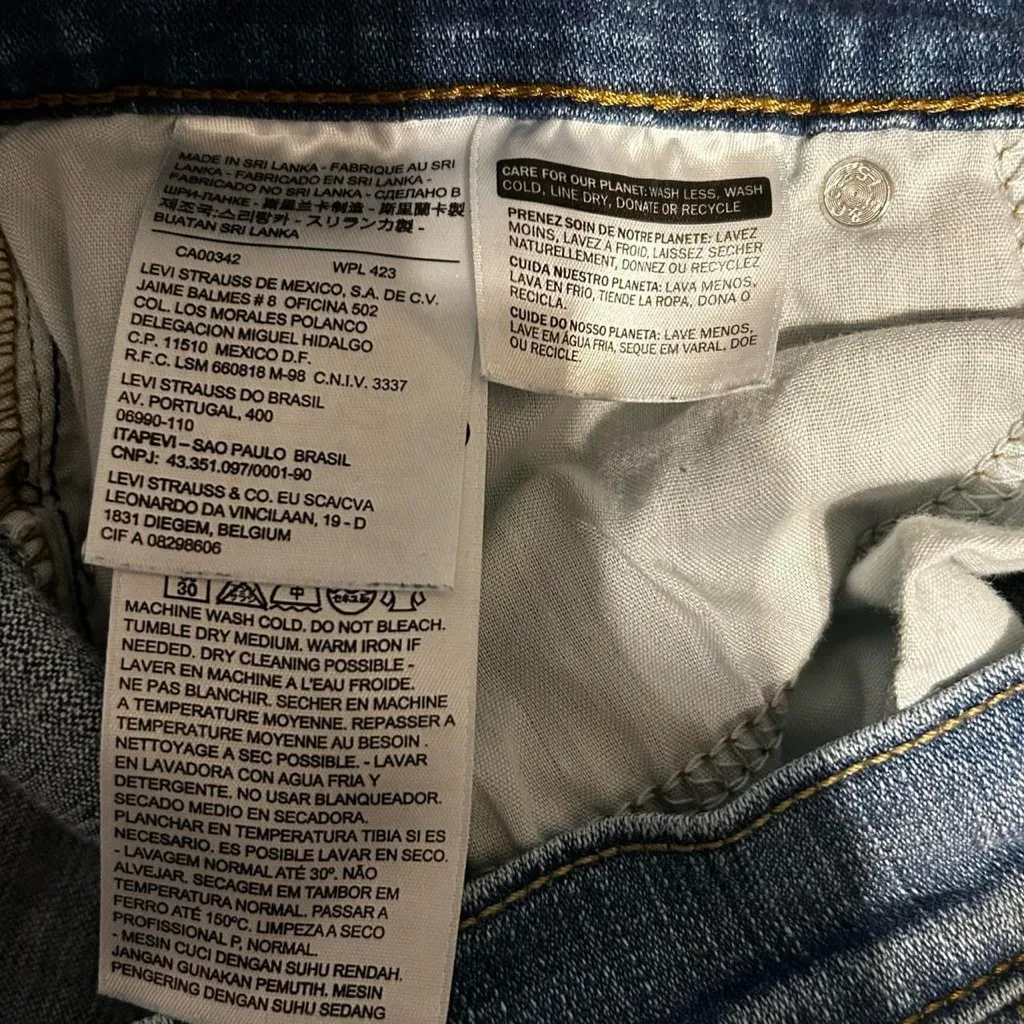 MADE IN SRI LANKA - FABRIQUE AU SRI
LANKA - FABRICADO EN SRI LANKA -
FABRICADO NO SRI LANKA - СДЕЛАНО В
ШРИ-ЛАНКЕ - 斯里兰卡制造 - 斯里蘭卡製
재조국:스리랑카 - スリランカ製 -
BUATAN SRI LANKA
CA00342 WPL 423
LEVI STRAUSS DE MEXICO, S.A. DE C.V.
JAIME BALMES # 8 OFICINA 502
COL. LOS MORALES POLANCO
DELEGACION MIGUEL HIDALGO
C.P. 11510 MEXICO D.F.
R.F.C. LSM 660818 M-98 C.N.I.V. 3337
LEVI STRAUSS DO BRASIL
AV. PORTUGAL, 400
06990-110
ITAPEVI – SAO PAULO BRASIL
CNPJ: 43.351.097/0001-90
LEVI STRAUSS & CO. EU SCA/CVA
LEONARDO DA VINCILAAN, 19 - D
1831 DIEGEM, BELGIUM
CIF A 08298606
30 中
MACHINE WASH COLD. DO NOT BLEACH.
TUMBLE DRY MEDIUM. WARM IRON IF
NEEDED. DRY CLEANING POSSIBLE -
LAVER EN MACHINE A L'EAU FROIDE.
NE PAS BLANCHIR. SECHER EN MACHINE
A TEMPERATURE MOYENNE. REPASSER A
TEMPERATURE MOYENNE AU BESOIN .
NETTOYAGE A SEC POSSIBLE. - LAVAR
EN LAVADORA CON AGUA FRIA Y
DETERGENTE. NO USAR BLANQUEADOR.
SECADO MEDIO EN SECADORA.
PLANCHAR EN TEMPERATURA TIBIA SI ES
NECESARIO. ES POSIBLE LAVAR EN SECO.
- LAVAGEM NORMAL ATÉ 30º. NÃO
ALVEJAR. SECAGEM EM TAMBOR EM
TEMPERATURA NORMAL. PASSAR A
FERRO ATÉ 150ºC. LIMPEZA A SECO
PROFISSIONAL P, NORMAL.
- MESIN CUCI DENGAN SUHU RENDAH.
JANGAN GUNAKAN PEMUTIH. MESIN
PENGERING DENGAN SUHU SEDANG
CARE FOR OUR PLANET: WASH LESS, WASH
COLD, LINE DRY, DONATE OR RECYCLE
PRENEZ SOIN DE NOTRE PLANETE: LAVEZ
MOINS, LAVEZ A FROID, LAISSEZ SECHER
NATURELLEMENT, DONNEZ OU RECYCLEZ
CUIDA NUESTRO PLANETA: LAVA MENOS,
LAVA EN FRIO, TIENDE LA ROPA, DONA O
RECICLA.
CUIDE DO NOSSO PLANETA: LAVE MENOS,
LAVE EM ÁGUA FRIA, SEQUE EM VARAL, DOE
OU RECICLE.